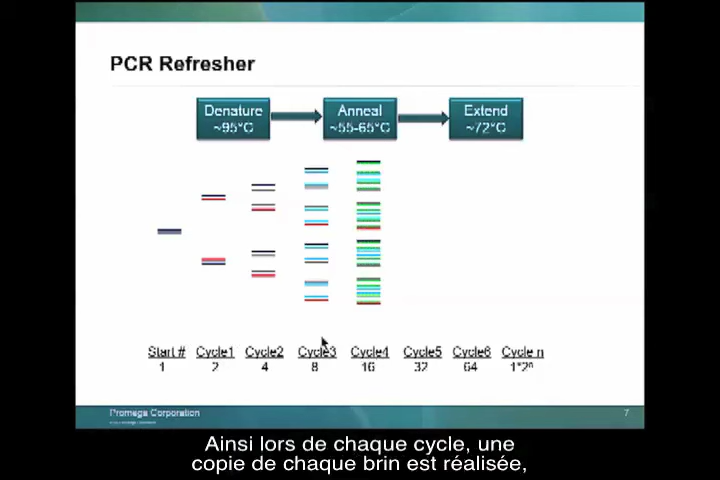 PCR Refresher
Denature
~95°C
Anneal
~55-65°C
Extend
~72°C
Start # Cycle1 Cycle2 Cycle3 Cycle4 Cycle5 Cycle6 Cycle n
1 2 4 8 16 32 64 1*2ⁿ
Promega Corporation
7
Ainsi lors de chaque cycle, une
copie de chaque brin est réalisée,